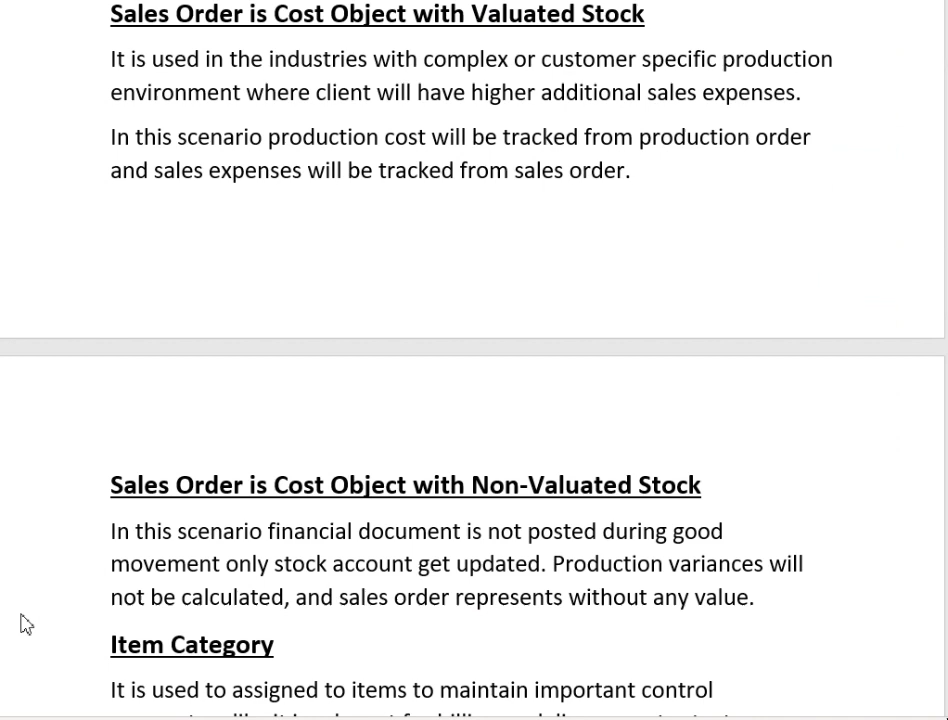 Sales Order is Cost Object with Valuated Stock
It is used in the industries with complex or customer specific production
environment where client will have higher additional sales expenses.
In this scenario production cost will be tracked from production order
and sales expenses will be tracked from sales order.
Sales Order is Cost Object with Non-Valuated Stock
In this scenario financial document is not posted during good
movement only stock account get updated. Production variances will
not be calculated, and sales order represents without any value.
Item Category
It is used to assigned to items to maintain important control